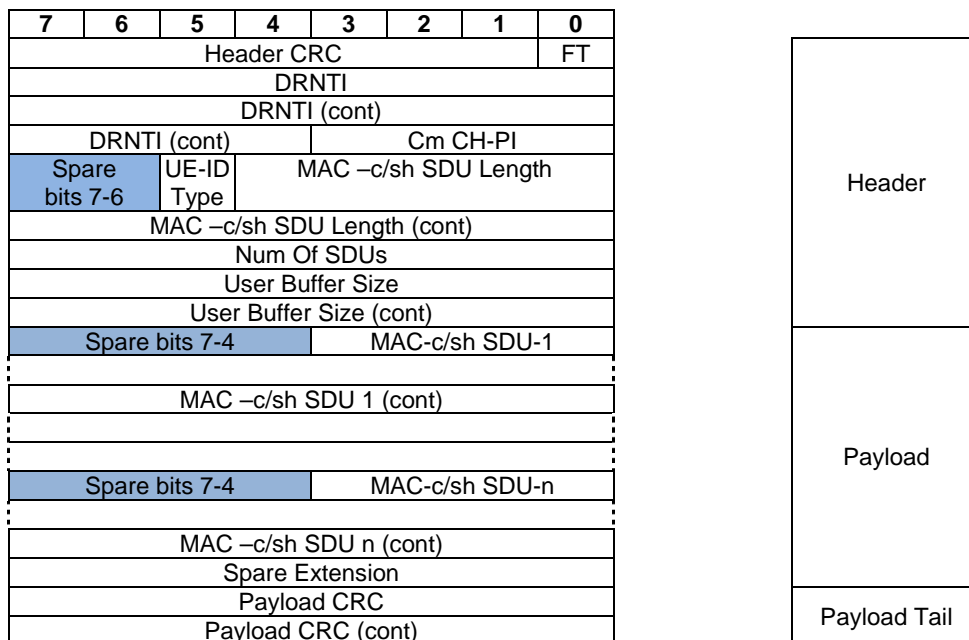 7 6 5 4 3 2 1 0
Header CRC FT
DRNTI
DRNTI (cont)
DRNTI (cont) Cm CH-PI
Spare bits 7-6 UE-ID Type MAC –c/sh SDU Length
MAC –c/sh SDU Length (cont)
Num Of SDUs
User Buffer Size
User Buffer Size (cont)
Header
Spare bits 7-4 MAC-c/sh SDU-1
MAC –c/sh SDU 1 (cont)
Spare bits 7-4 MAC-c/sh SDU-n
MAC –c/sh SDU n (cont)
Spare Extension
Payload
Payload CRC
Payload CRC (cont)
Payload Tail